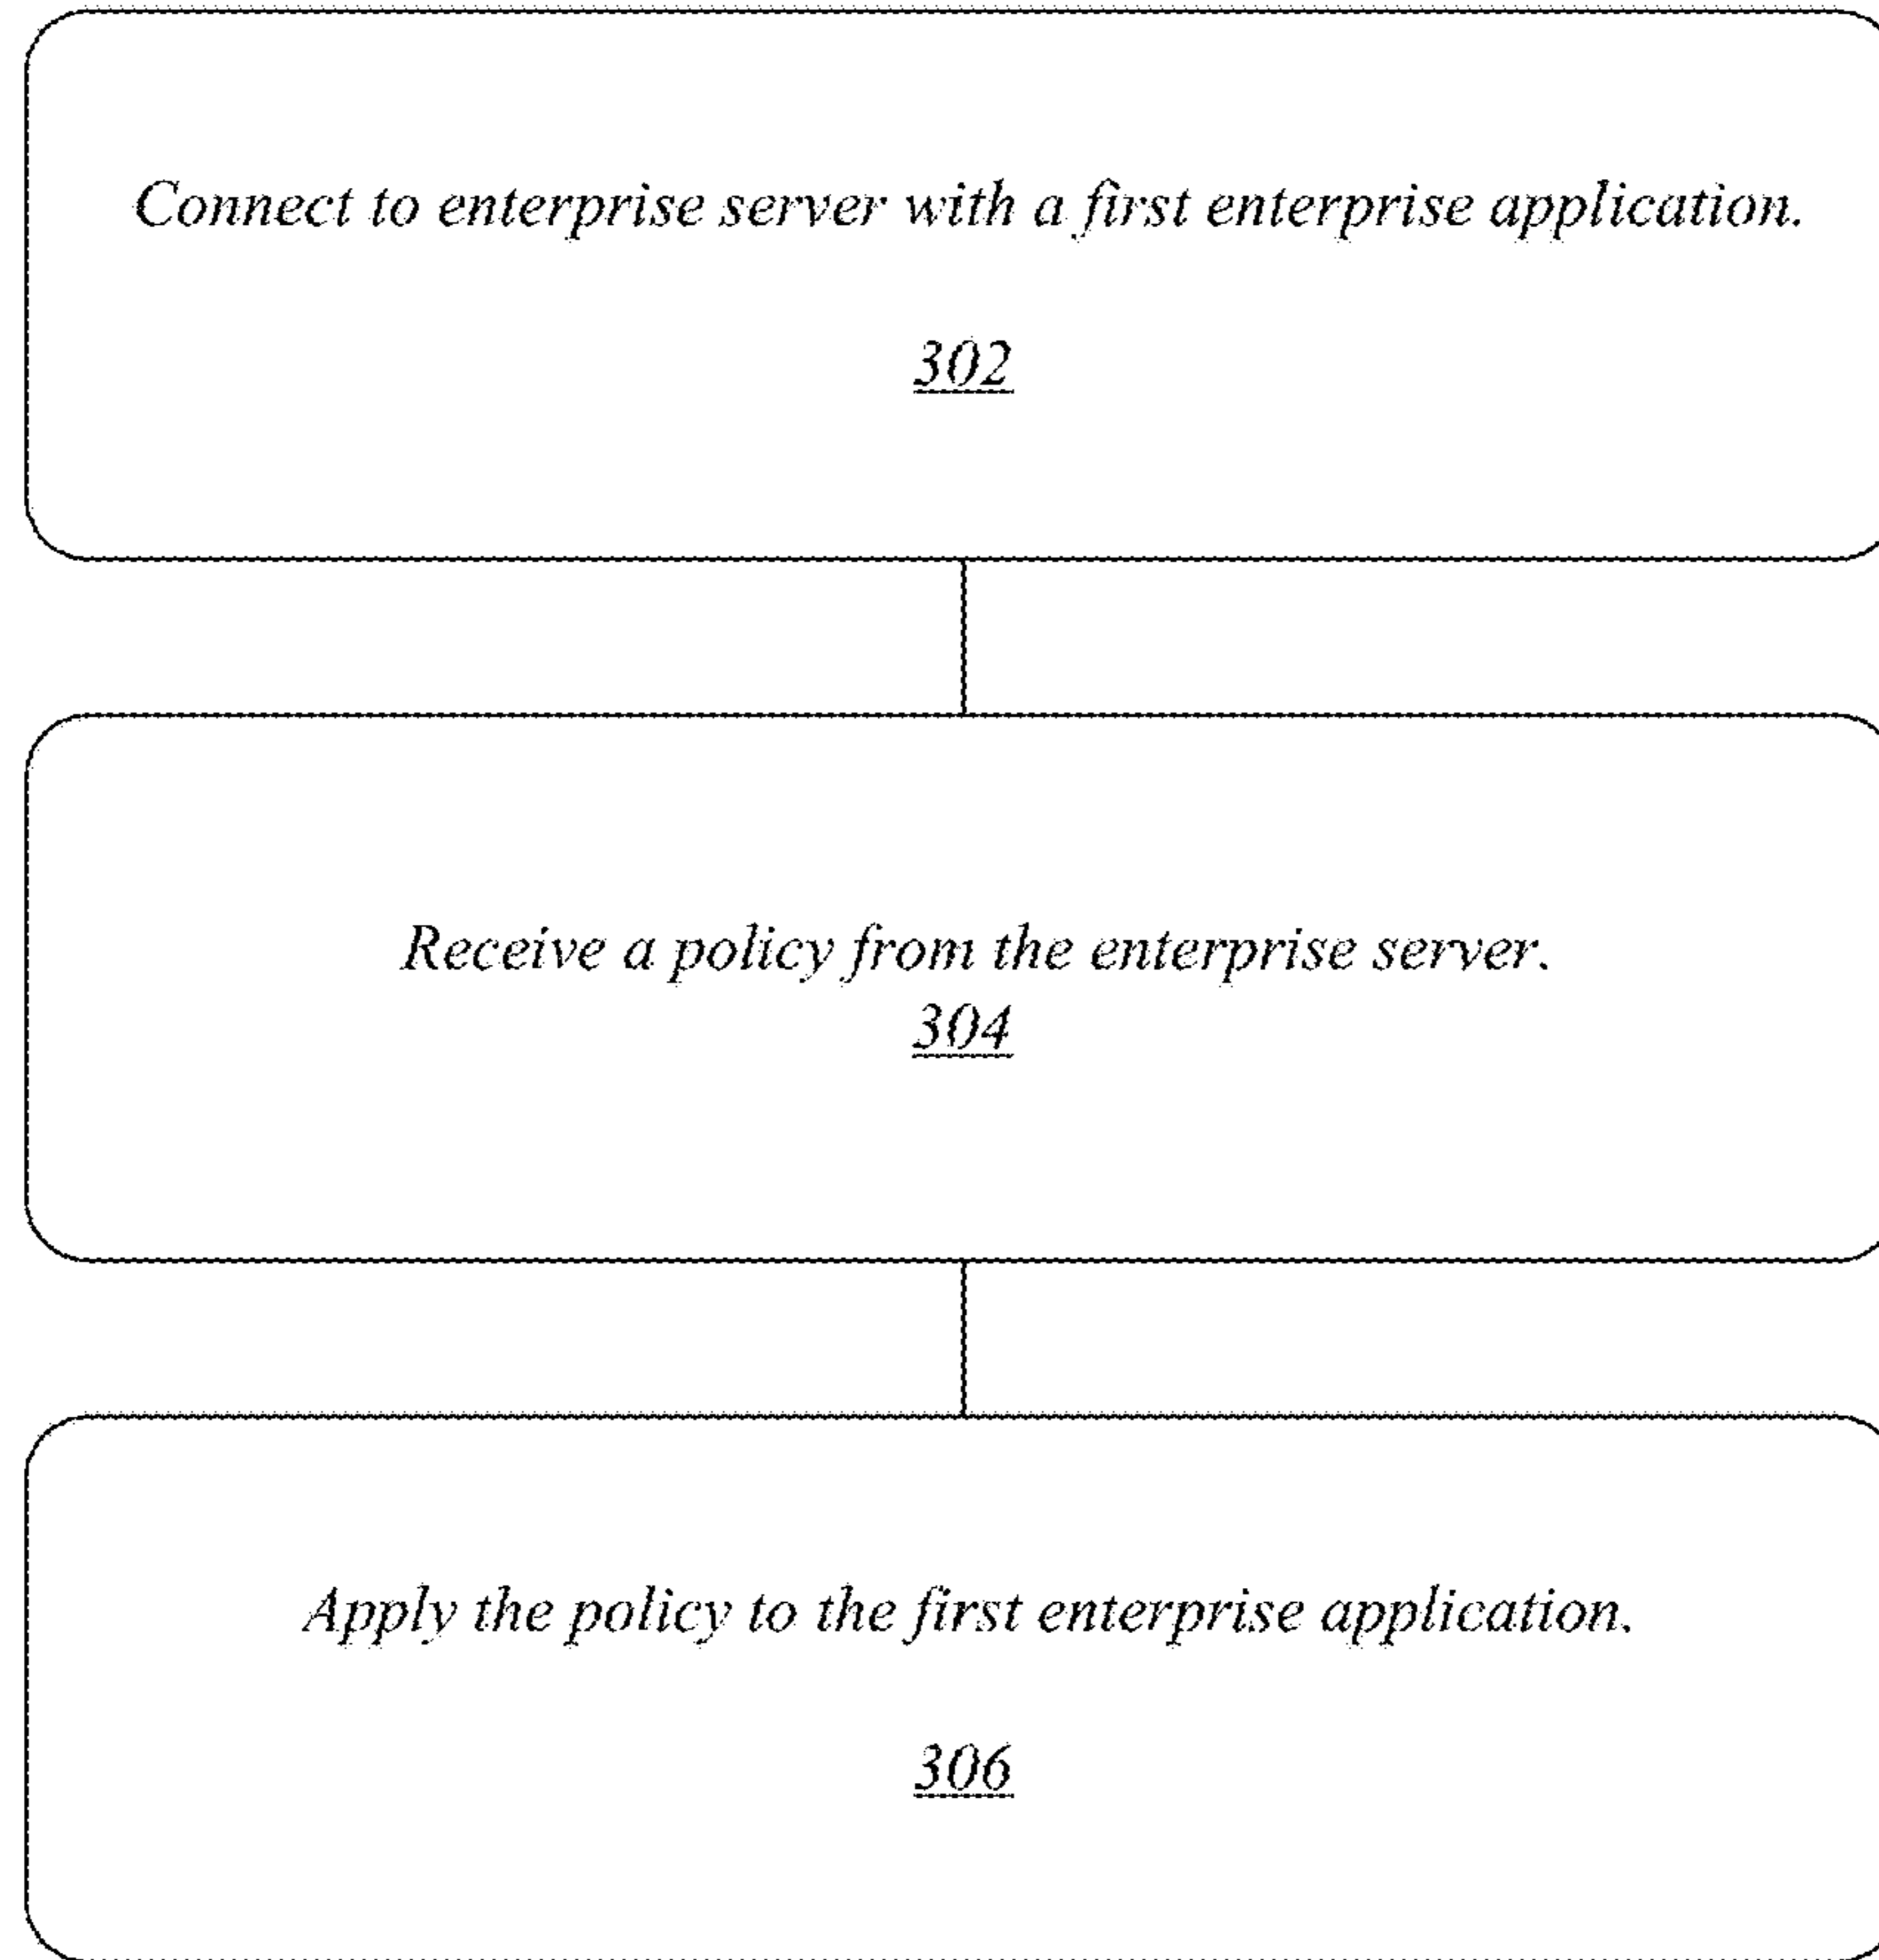 Connect to enterprise server with a first enterprise application.
302
Receive a policy from the enterprise server.
304
Apply the policy to the first enterprise application.
306